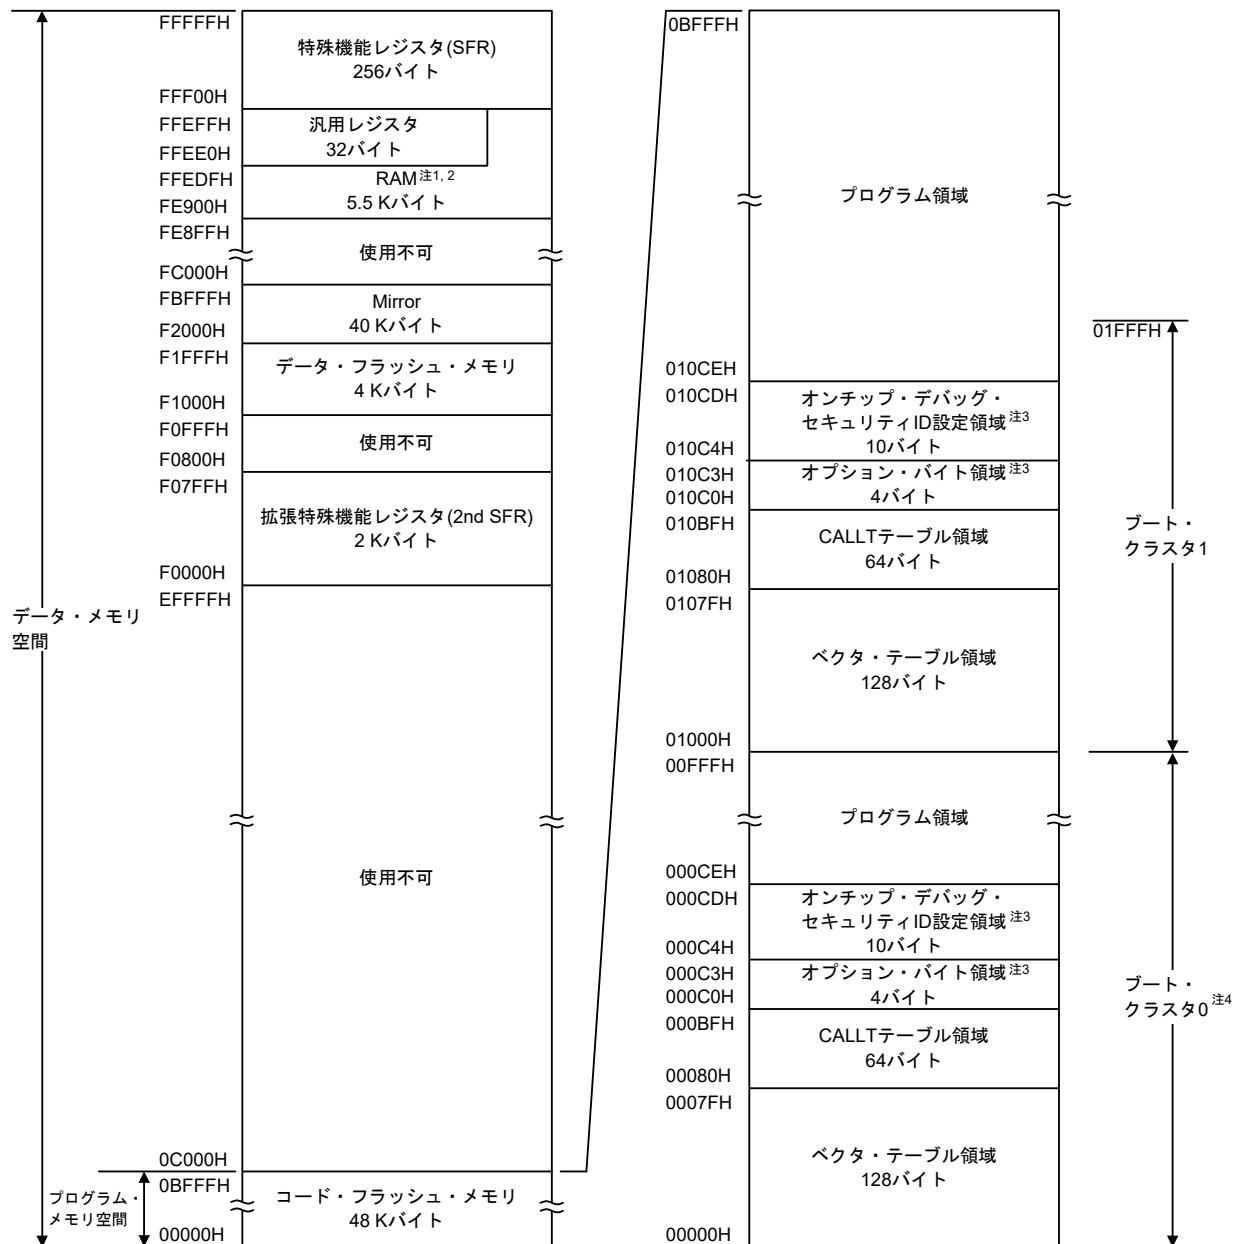 FFFFFH
特殊機能レジスタ(SFR)
256バイト
FFF00H
FFEFFH
汎用レジスタ
32バイト
FFEE0H
FFEDFH
RAM注1, 2
5.5 Kバイト
FE900H
FE8FFH
使用不可
FC000H
FBFFFH
Mirror
40 Kバイト
F2000H
F1FFFH
データ・フラッシュ・メモリ
4 Kバイト
F1000H
F0FFFH
使用不可
F0800H
F07FFH
拡張特殊機能レジスタ(2nd SFR)
2 Kバイト
F0000H
EFFFFH
データ・メモリ
空間
使用不可
0C000H
0BFFFH
プログラム・
メモリ空間
コード・フラッシュ・メモリ
48 Kバイト
00000H
0BFFFH
プログラム領域
01FFFH
010CEH
010CDH
オンチップ・デバッグ・
セキュリティID設定領域注3
10バイト
010C4H
010C3H
オプション・バイト領域注3
4バイト
010C0H
010BFH
CALLTテーブル領域
64バイト
01080H
0107FH
ブート・
クラスタ1
ベクタ・テーブル領域
128バイト
01000H
00FFFH
プログラム領域
000CEH
000CDH
オンチップ・デバッグ・
セキュリティID設定領域注3
10バイト
000C4H
000C3H
オプション・バイト領域注3
4バイト
000C0H
000BFH
CALLTテーブル領域
64バイト
00080H
0007FH
ブート・
クラスタ0注4
ベクタ・テーブル領域
128バイト
00000H